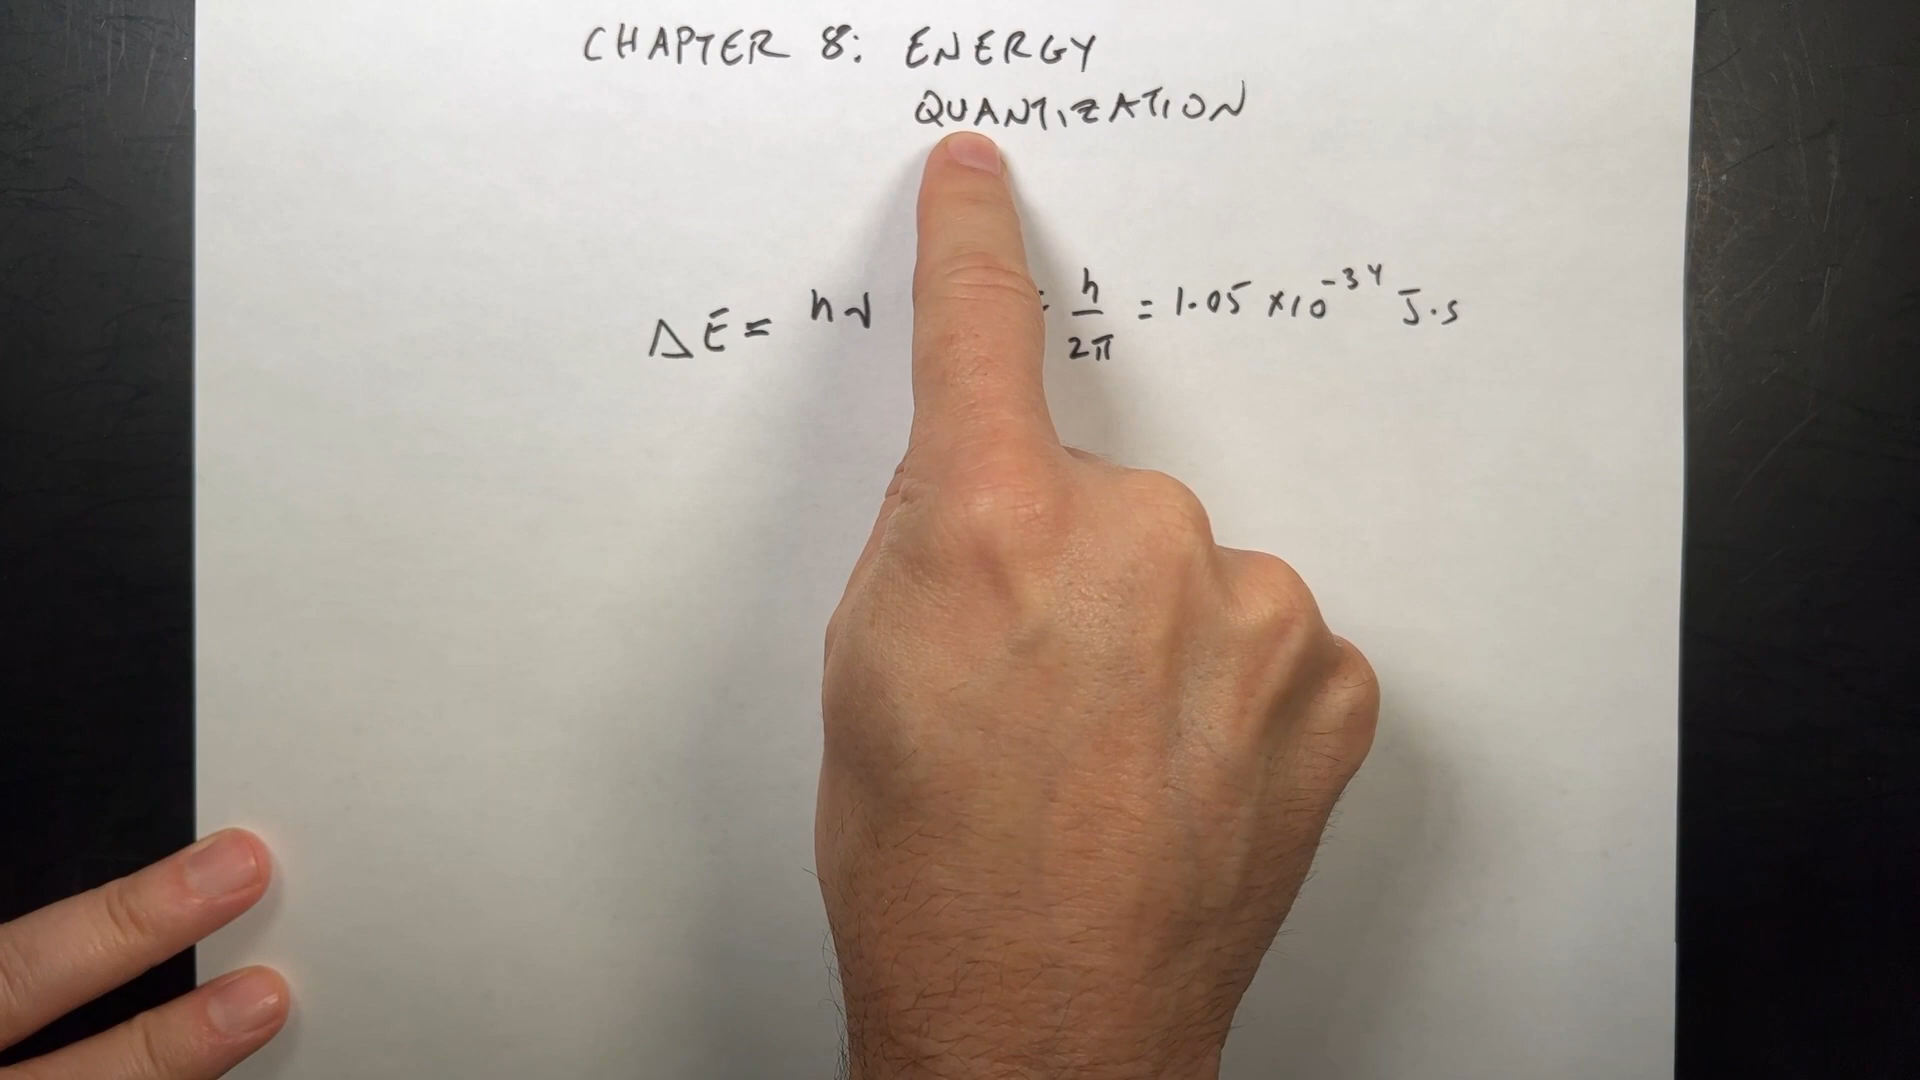 CHAPTER 8: ENERGY
QUANTIZATION
ΔE = hν = h/2π = 1.05 × 10⁻³⁴ J·s